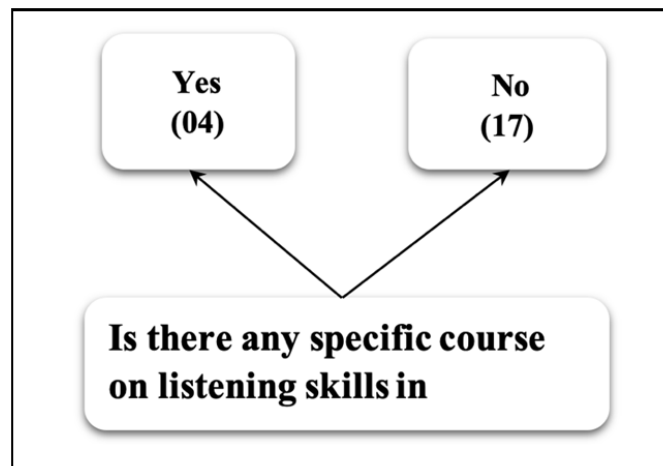 Yes
(04)
No
(17)
Is there any specific course
on listening skills in